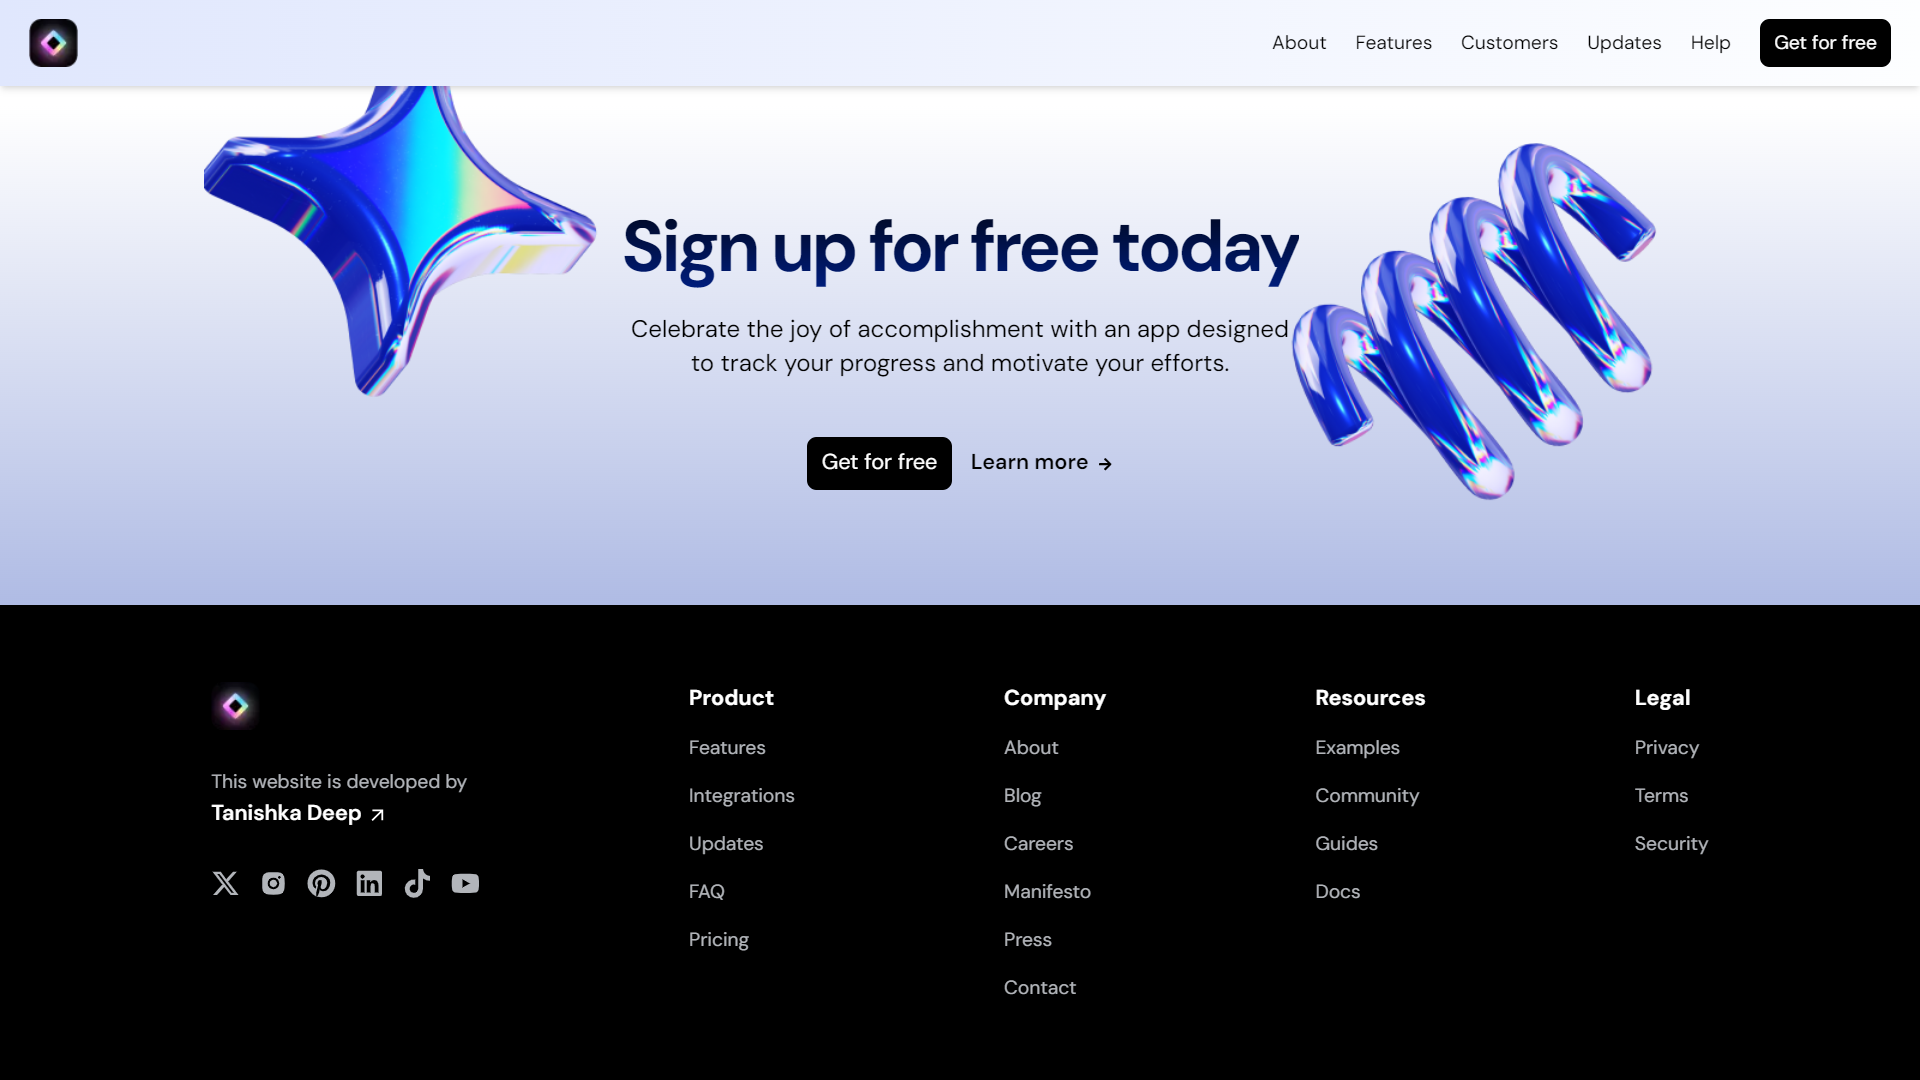 About
Features
Customers
Updates
Help
Get for free
Sign up for free today
Celebrate the joy of accomplishment with an app designed
to track your progress and motivate your efforts.
Get for free
Learn more →
This website is developed by
Tanishka Deep
Product
Features
Integrations
Updates
FAQ
Pricing
Company
About
Blog
Careers
Manifesto
Press
Contact
Resources
Examples
Community
Guides
Docs
Legal
Privacy
Terms
Security